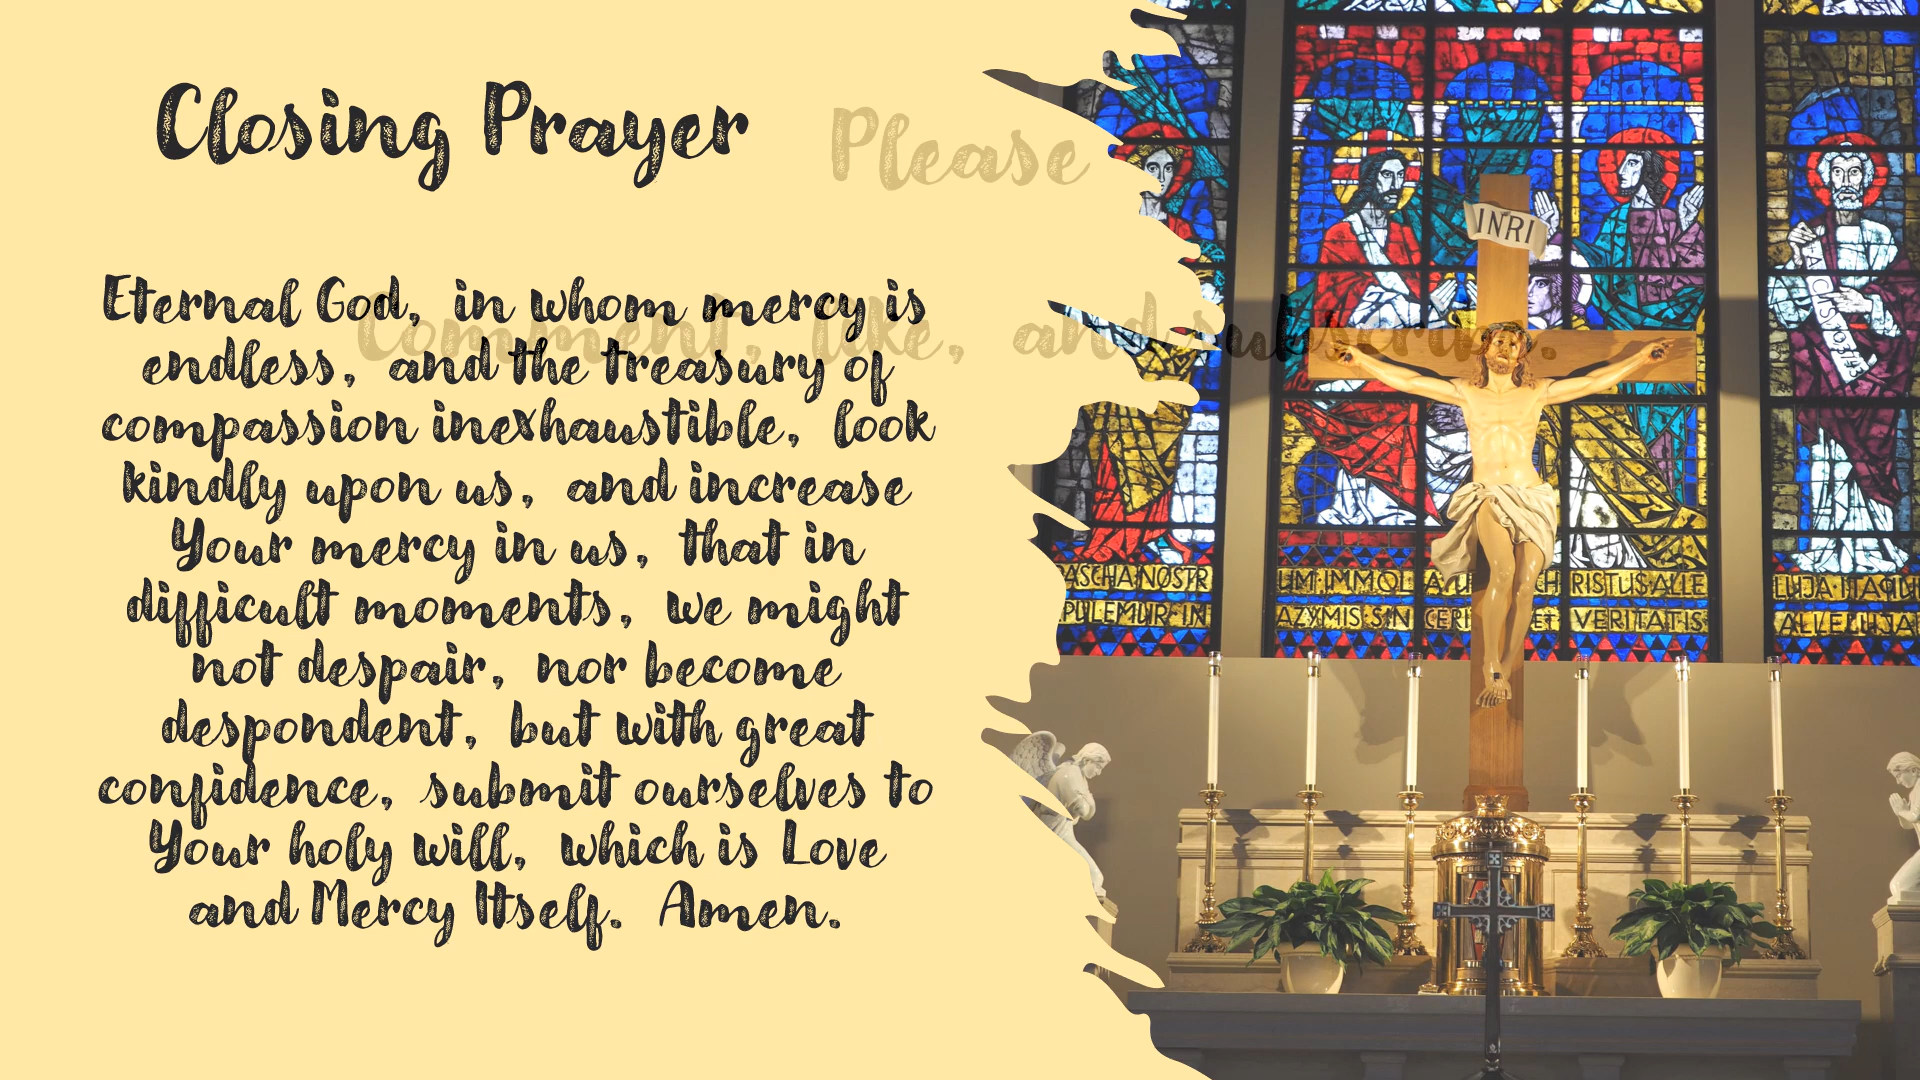 Closing Prayer
Please
Comment, like, and subscribe.
Eternal God, in whom mercy is
endless, and the treasury of
compassion inexhaustible, look
kindly upon us, and increase
Your mercy in us, that in
difficult moments, we might
not despair, nor become
despondent, but with great
confidence, submit ourselves to
Your holy will, which is Love
and Mercy Itself. Amen.
INRI
PASCHA NOSTR UM IMMOL CH RISTUS ALLE LUJA ITAQUE
PULEMUR IN AZYMIS SIN CERI ET VERITATIS ALLELUJA